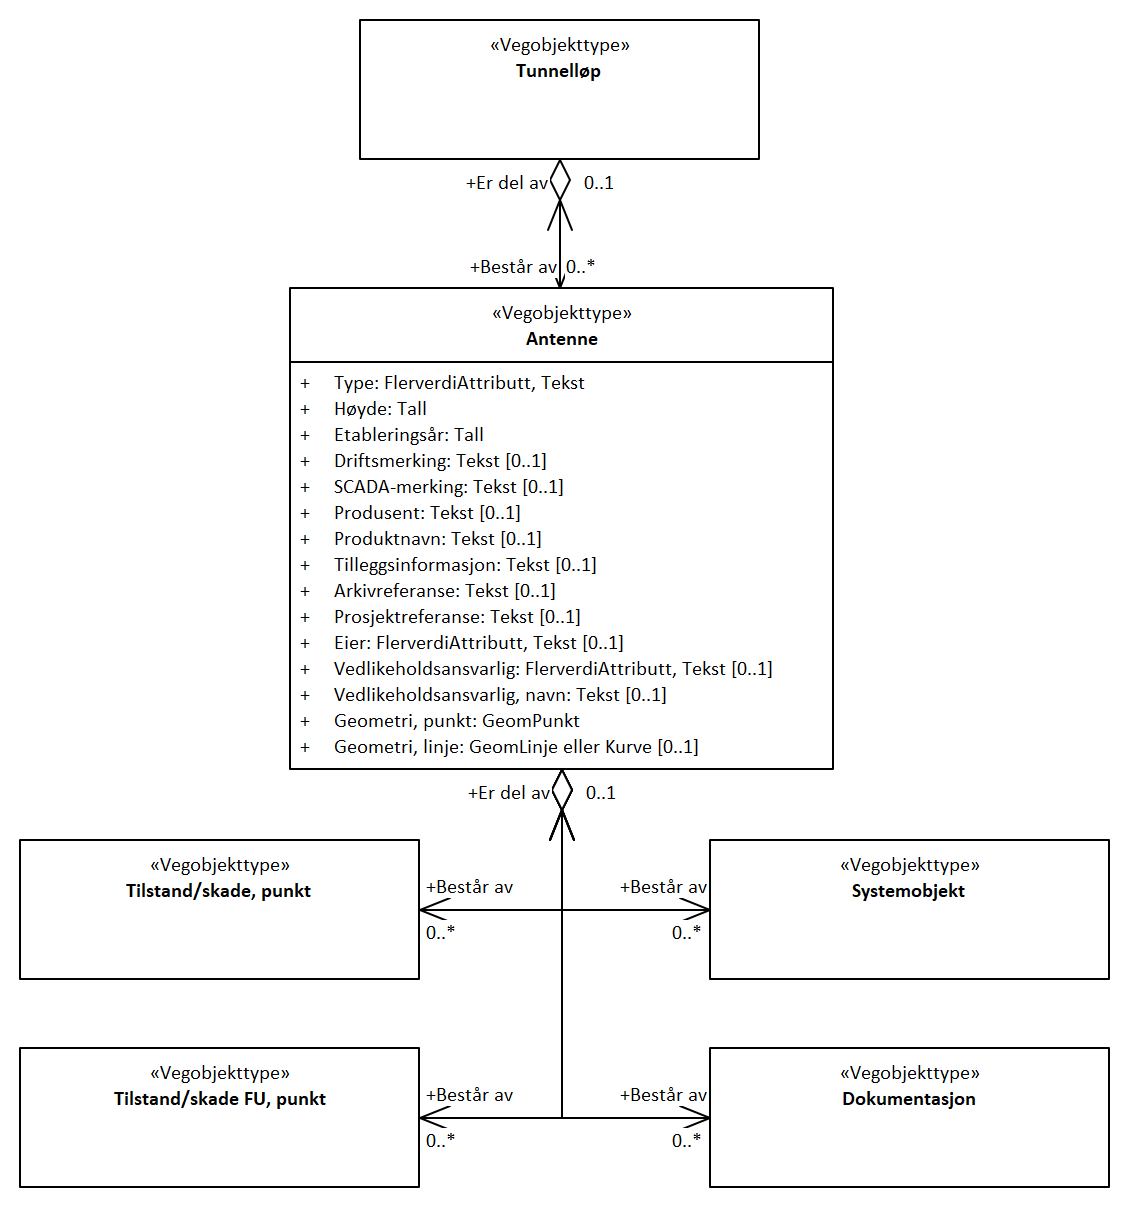 «Vegobjekttype»
Tunnelløp
+Er del av 0..1
+Består av 0..*
«Vegobjekttype»
Antenne
+ Type: FlerverdiAttributt, Tekst
+ Høyde: Tall
+ Etableringsår: Tall
+ Driftsmerking: Tekst [0..1]
+ SCADA-merking: Tekst [0..1]
+ Produsent: Tekst [0..1]
+ Produktnavn: Tekst [0..1]
+ Tilleggsinformasjon: Tekst [0..1]
+ Arkivreferanse: Tekst [0..1]
+ Prosjektreferanse: Tekst [0..1]
+ Eier: FlerverdiAttributt, Tekst [0..1]
+ Vedlikeholdsansvarlig: FlerverdiAttributt, Tekst [0..1]
+ Vedlikeholdsansvarlig, navn: Tekst [0..1]
+ Geometri, punkt: GeomPunkt
+ Geometri, linje: GeomLinje eller Kurve [0..1]
+Er del av 0..1
«Vegobjekttype»
Tilstand/skade, punkt
+Består av
0..*
«Vegobjekttype»
Systemobjekt
+Består av
0..*
«Vegobjekttype»
Tilstand/skade FU, punkt
+Består av
0..*
«Vegobjekttype»
Dokumentasjon
+Består av
0..*